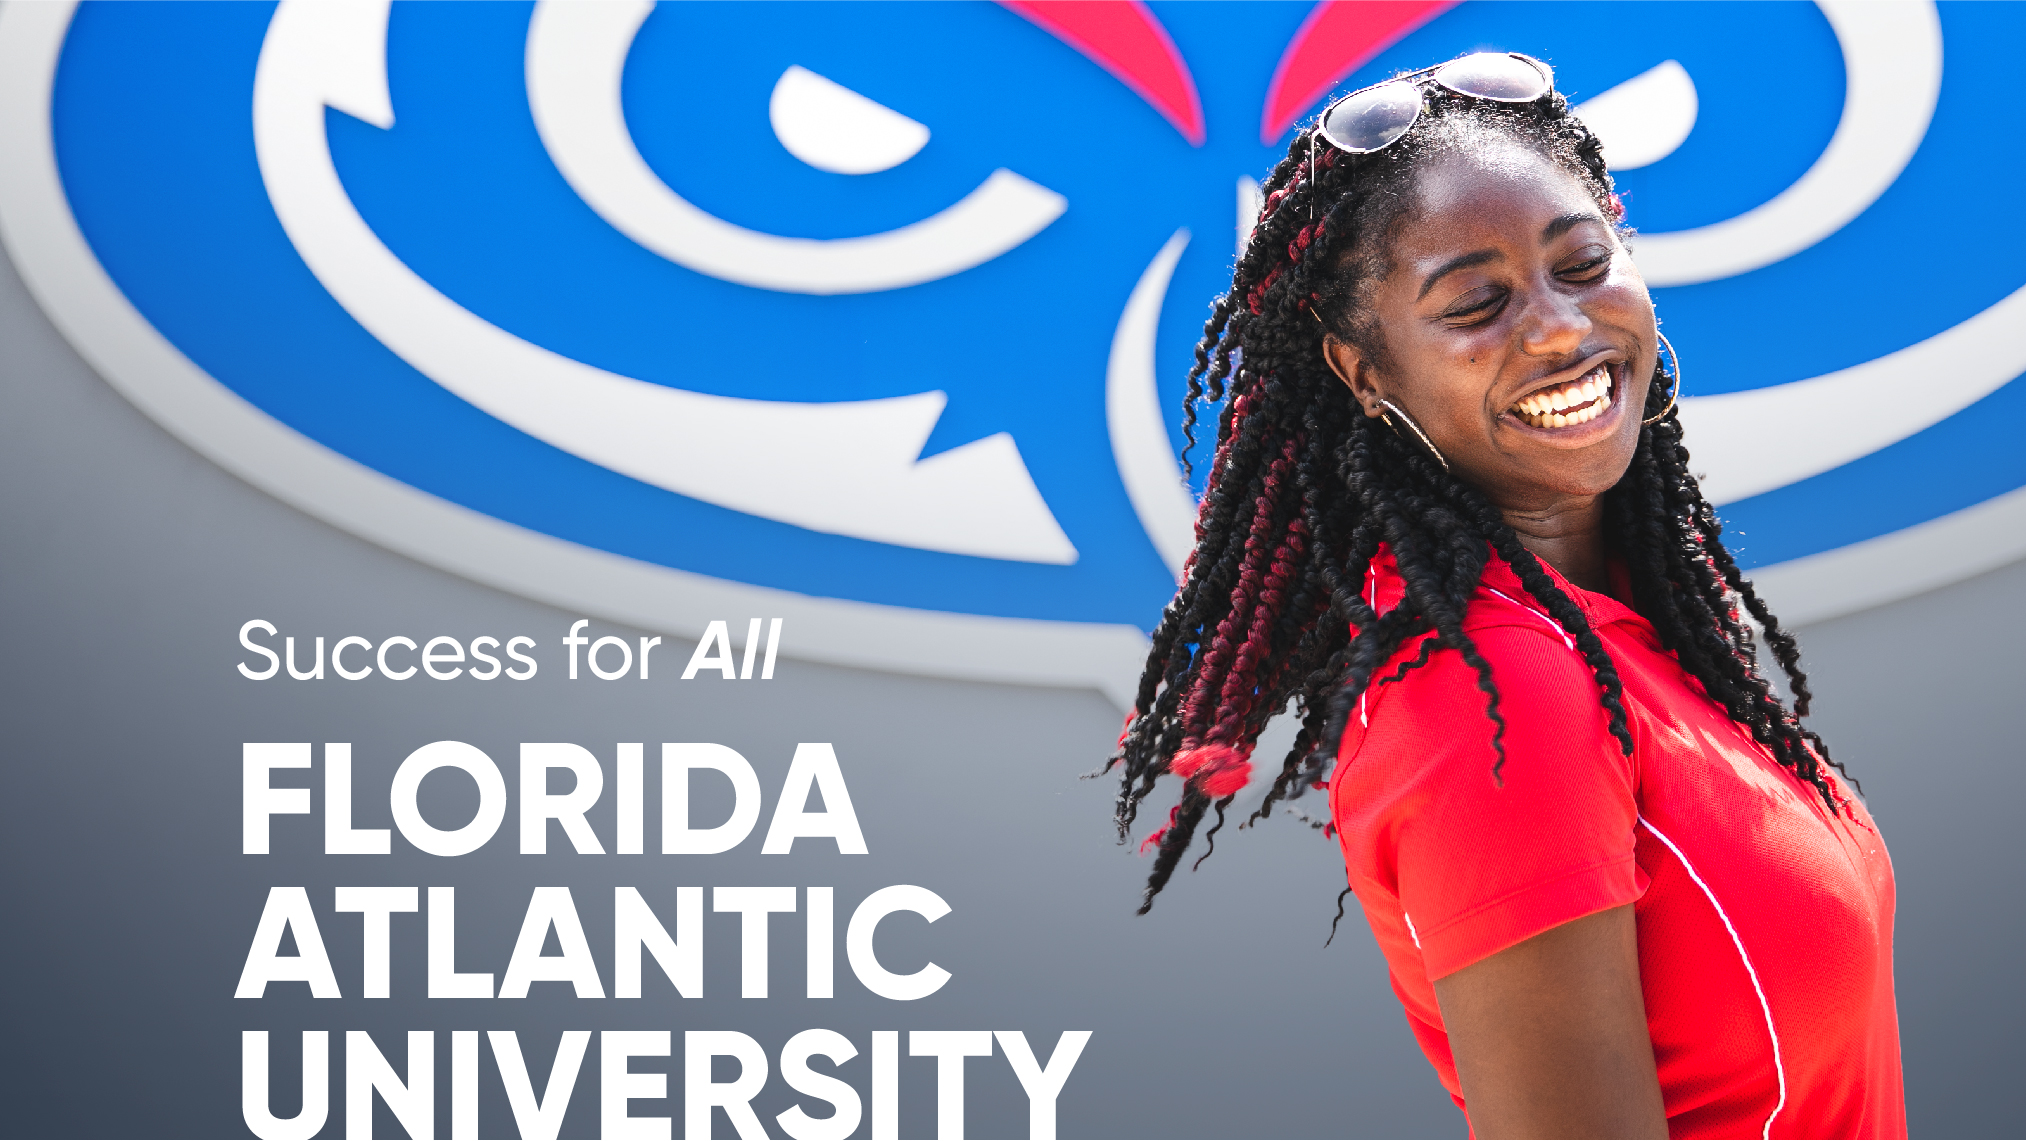 Success for All
FLORIDA
ATLANTIC
UNIVERSITY